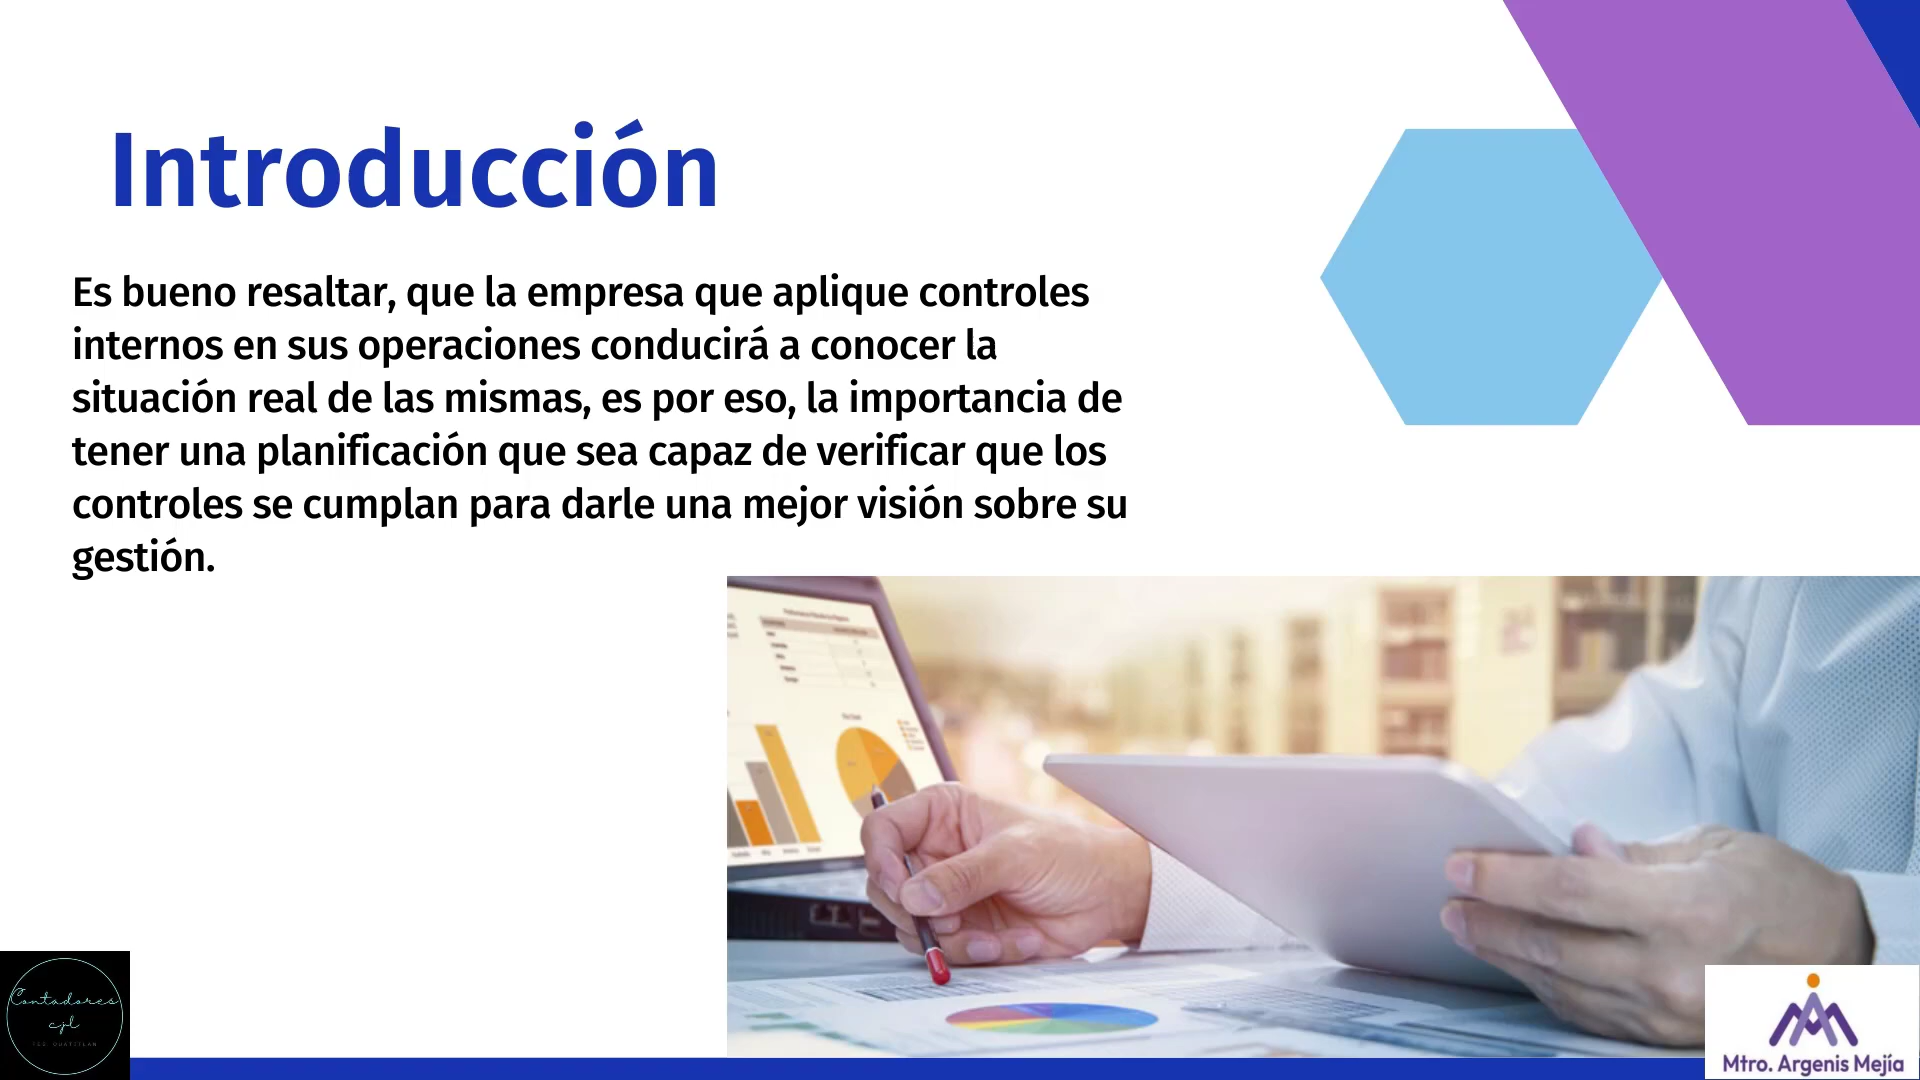 Introducción
Es bueno resaltar, que la empresa que aplique controles
internos en sus operaciones conducirá a conocer la
situación real de las mismas, es por eso, la importancia de
tener una planificación que sea capaz de verificar que los
controles se cumplan para darle una mejor visión sobre su
gestión.
Contadores
cjl
Mtro. Argenis Mejía